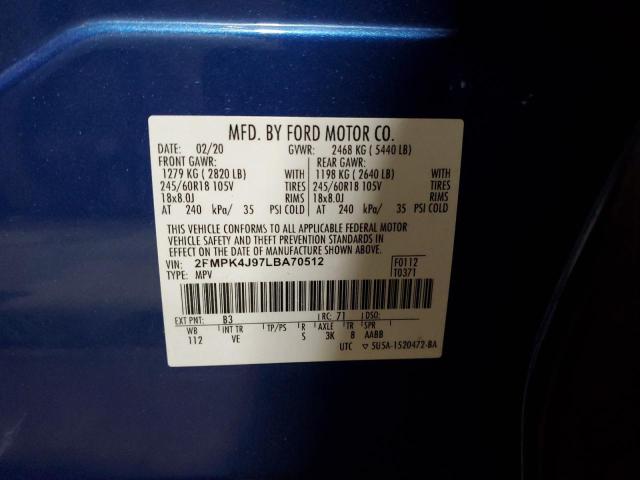 MFD. BY FORD MOTOR CO.
DATE: 02/20 GVWR: 2468 KG ( 5440 LB)
FRONT GAWR: REAR GAWR:
1279 KG ( 2820 LB) WITH 1198 KG ( 2640 LB) WITH
245/60R18 105V TIRES 245/60R18 105V TIRES
18x8.0J RIMS 18x8.0J RIMS
AT 240 kPa/ 35 PSI COLD AT 240 kPa/ 35 PSI COLD
THIS VEHICLE CONFORMS TO ALL APPLICABLE FEDERAL MOTOR
VEHICLE SAFETY AND THEFT PREVENTION STANDARDS IN
EFFECT ON THE DATE OF MANUFACTURE SHOWN ABOVE.
VIN: 2FMPK4J97LBA70512 F0112
TYPE: MPV T0371
EXT PNT: B3 RC: 71 DSO:
WB INT TR TP/PS R AXLE TR SPR
112 VE S 3K 8 AABB
UTC ▽ 5U5A-1520472-BA